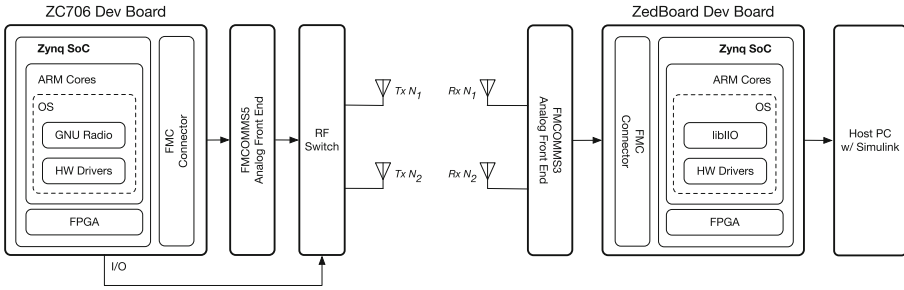 ZC706 Dev Board
Zynq SoC
ARM Cores
OS
GNU Radio
HW Drivers
FPGA
FMC
Connector
I/O
FMCOMMS5
Analog Front End
RF
Switch
Tx N1
Tx N2
Rx N1
Rx N2
FMCOMMS3
Analog Front End
ZedBoard Dev Board
FMC
Connector
Zynq SoC
ARM Cores
OS
libIIO
HW Drivers
FPGA
Host PC
w/ Simulink